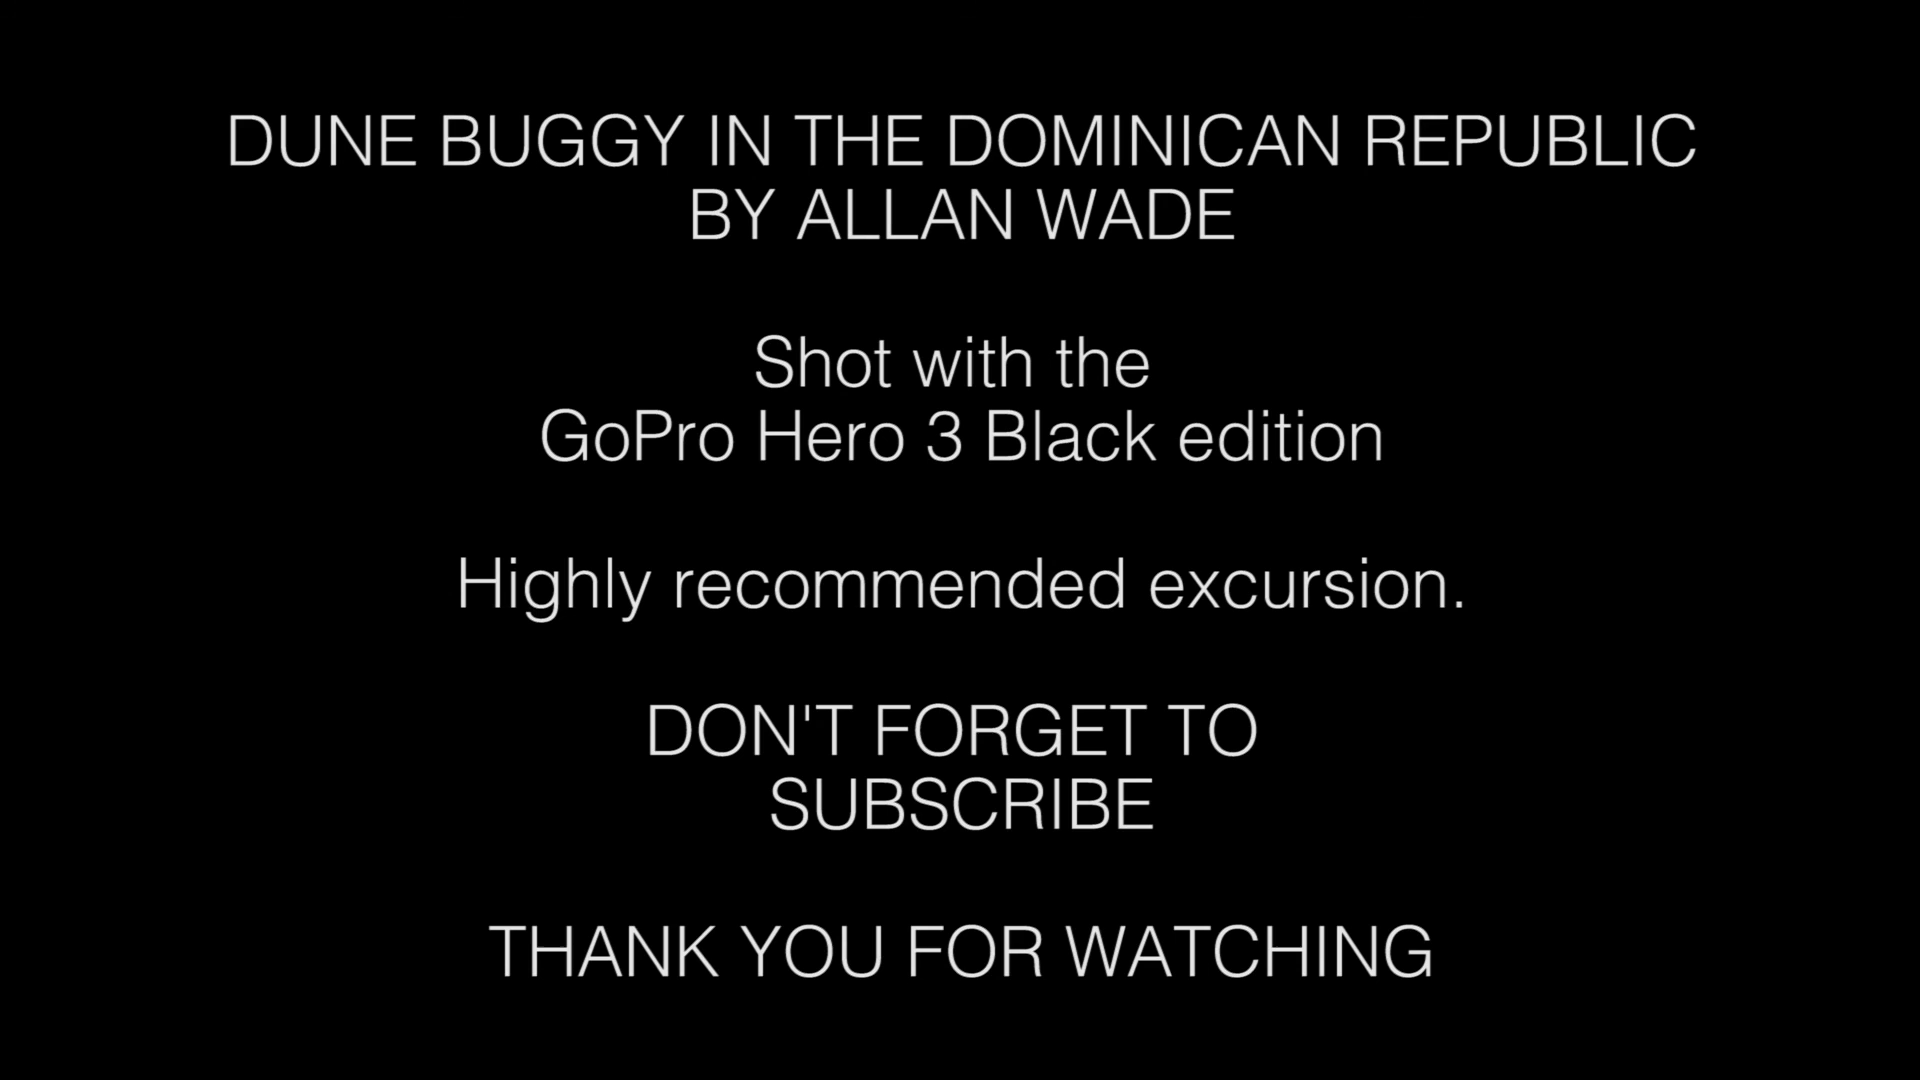 DUNE BUGGY IN THE DOMINICAN REPUBLIC
BY ALLAN WADE
Shot with the
GoPro Hero 3 Black edition
Highly recommended excursion.
DON'T FORGET TO
SUBSCRIBE
THANK YOU FOR WATCHING